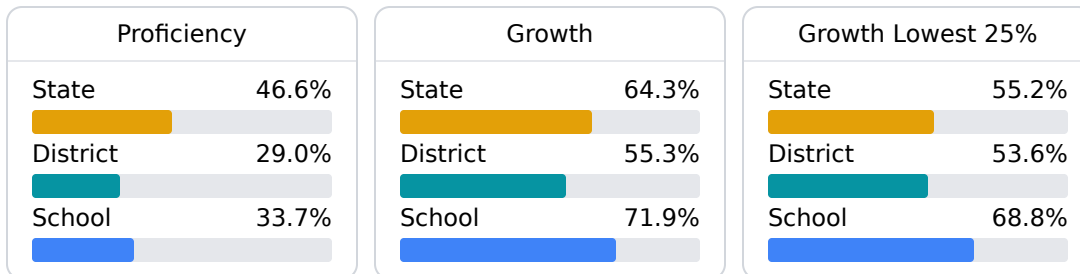 Proficiency
State 46.6%
District 29.0%
School 33.7%
Growth
State 64.3%
District 55.3%
School 71.9%
Growth Lowest 25%
State 55.2%
District 53.6%
School 68.8%